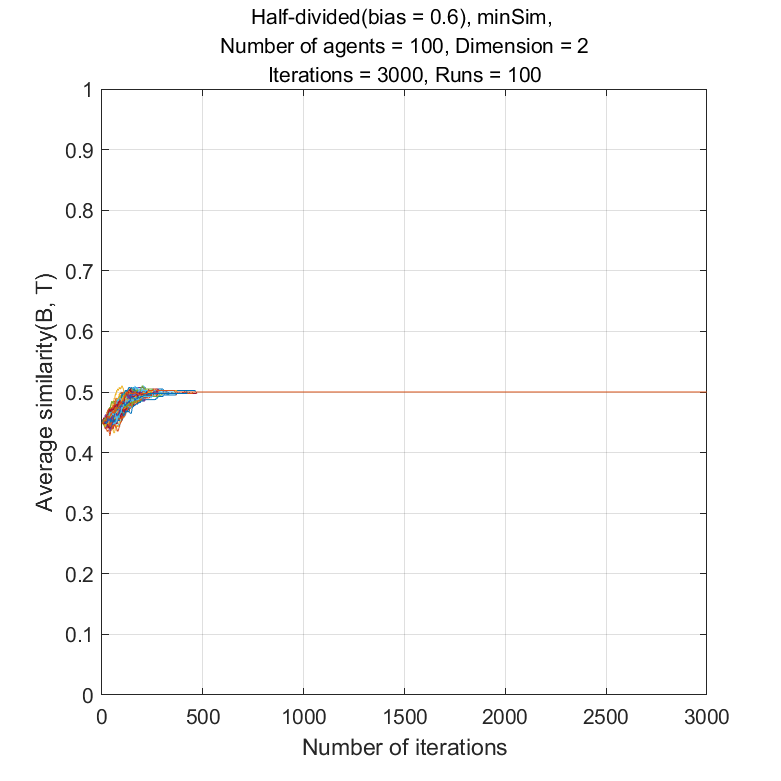 Half-divided(bias = 0.6), minSim,
Number of agents = 100, Dimension = 2
Iterations = 3000, Runs = 100
1
0.9
0.8
0.7
0.6
0.5
0.4
0.3
0.2
0.1
0
Average similarity(B, T)
0 500 1000 1500 2000 2500 3000
Number of iterations